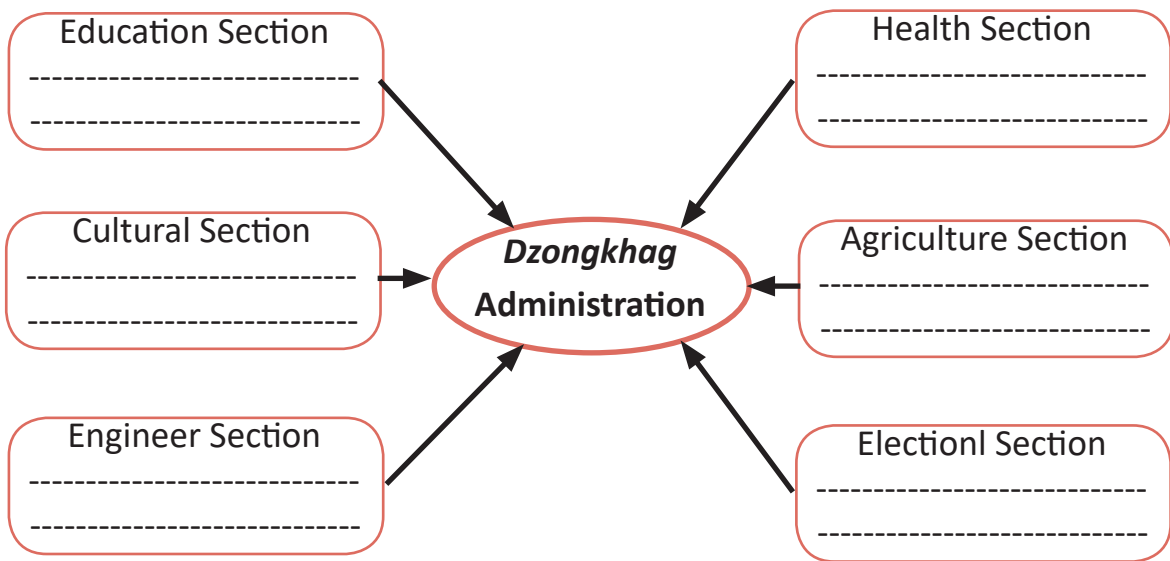 Education Section
------------------------------
------------------------------
Health Section
------------------------------
------------------------------
Cultural Section
------------------------------
------------------------------
Dzongkhag
Administration
Agriculture Section
------------------------------
------------------------------
Engineer Section
------------------------------
------------------------------
Electionl Section
------------------------------
------------------------------